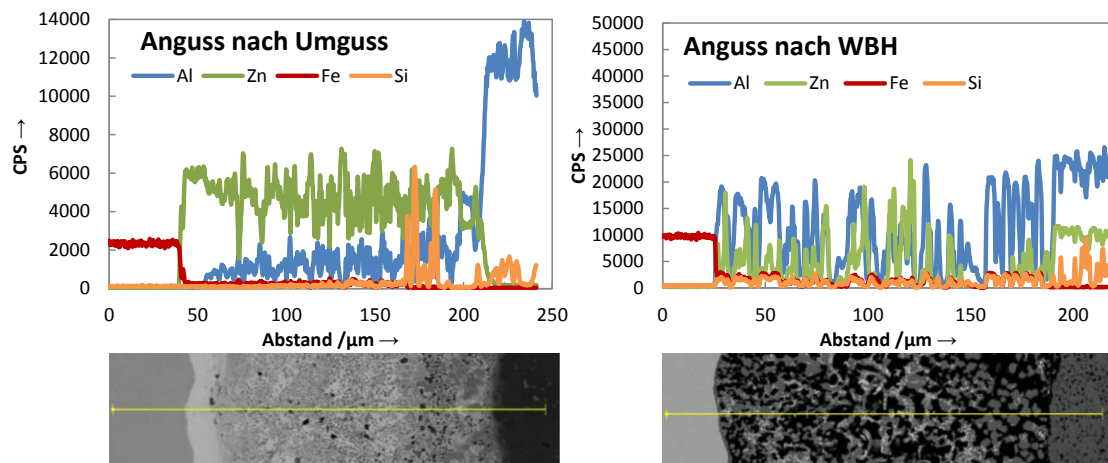 Anguss nach Umguss
Al Zn Fe Si
CPS →
14000
12000
10000
8000
6000
4000
2000
0
0 50 100 150 200 250
Abstand /µm →
Anguss nach WBH
Al Zn Fe Si
CPS →
50000
45000
40000
35000
30000
25000
20000
15000
10000
5000
0
0 50 100 150 200
Abstand /µm →